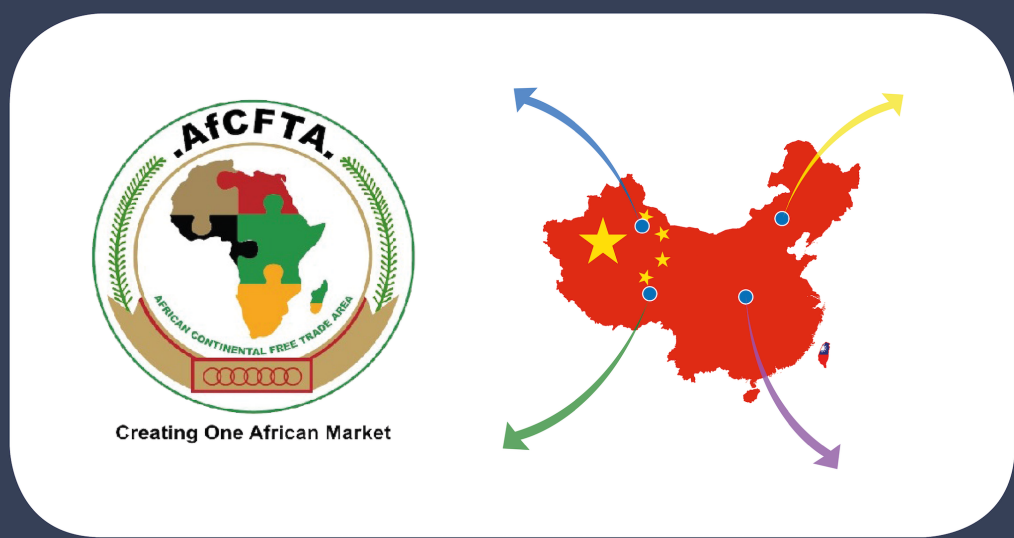 .AfCFTA.
AFRICAN CONTINENTAL FREE TRADE AREA
Creating One African Market